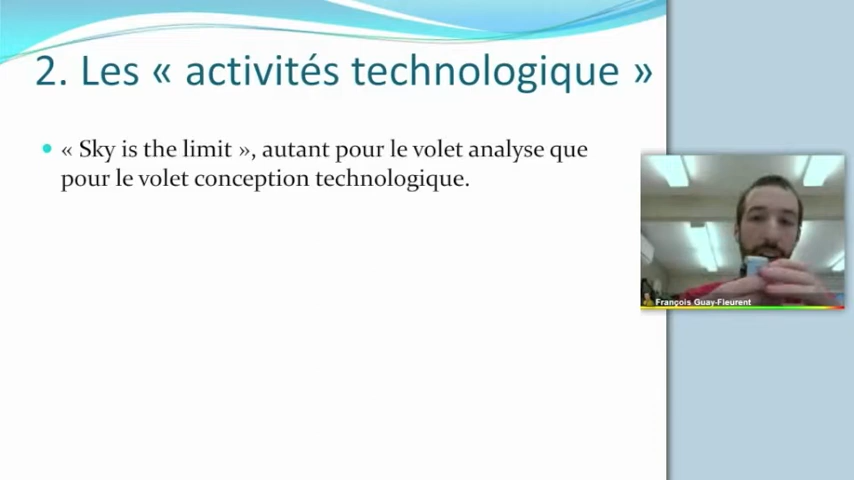 2. Les « activités technologique »
« Sky is the limit », autant pour le volet analyse que
pour le volet conception technologique.
François Guay-Fleurent